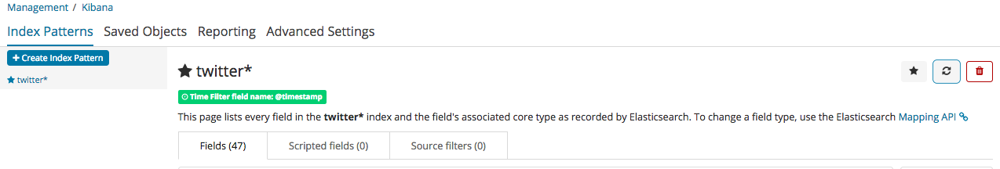 Management / Kibana
Index Patterns Saved Objects Reporting Advanced Settings
+ Create Index Pattern
★ twitter*
★ twitter*
Time Filter field name: @timestamp
This page lists every field in the twitter* index and the field's associated core type as recorded by Elasticsearch. To change a field type, use the Elasticsearch Mapping API
Fields (47) Scripted fields (0) Source filters (0)